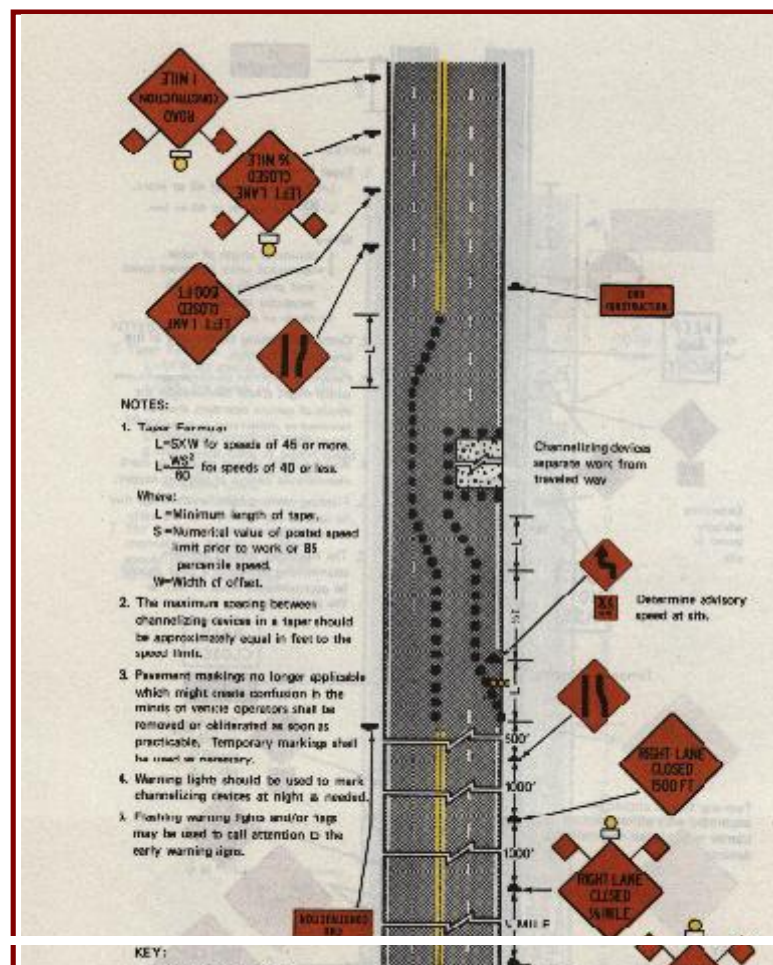 ROAD
CONSTRUCTION
1 MILE
LEFT LANE
CLOSED
½ MILE
LEFT LANE
CLOSED
500 FT
END
CONSTRUCTION
L
NOTES:
1. Taper Formula:
L=SXW for speeds of 45 or more.
L=WS²/60 for speeds of 40 or less.
Where:
L=Minimum length of taper.
S=Numerical value of posted speed
limit prior to work or 85
percentile speed.
W=Width of offset.
2. The maximum spacing between
channelizing devices in a taper should
be approximately equal in feet to the
speed limit.
3. Pavement markings no longer applicable
which might create confusion in the
minds of vehicle operators shall be
removed or obliterated as soon as
practicable. Temporary markings shall
be used as necessary.
4. Warning lights should be used to mark
channelizing devices at night as needed.
5. Flashing warning lights and/or flags
may be used to call attention to the
early warning signs.
Channelizing devices
separate work from
traveled way
L
Determine advisory
speed at site.
L
500'
RIGHT LANE
CLOSED
1500 FT
1000'
1000'
RIGHT LANE
CLOSED
½ MILE
MILE
END
CONSTRUCTION
KEY: